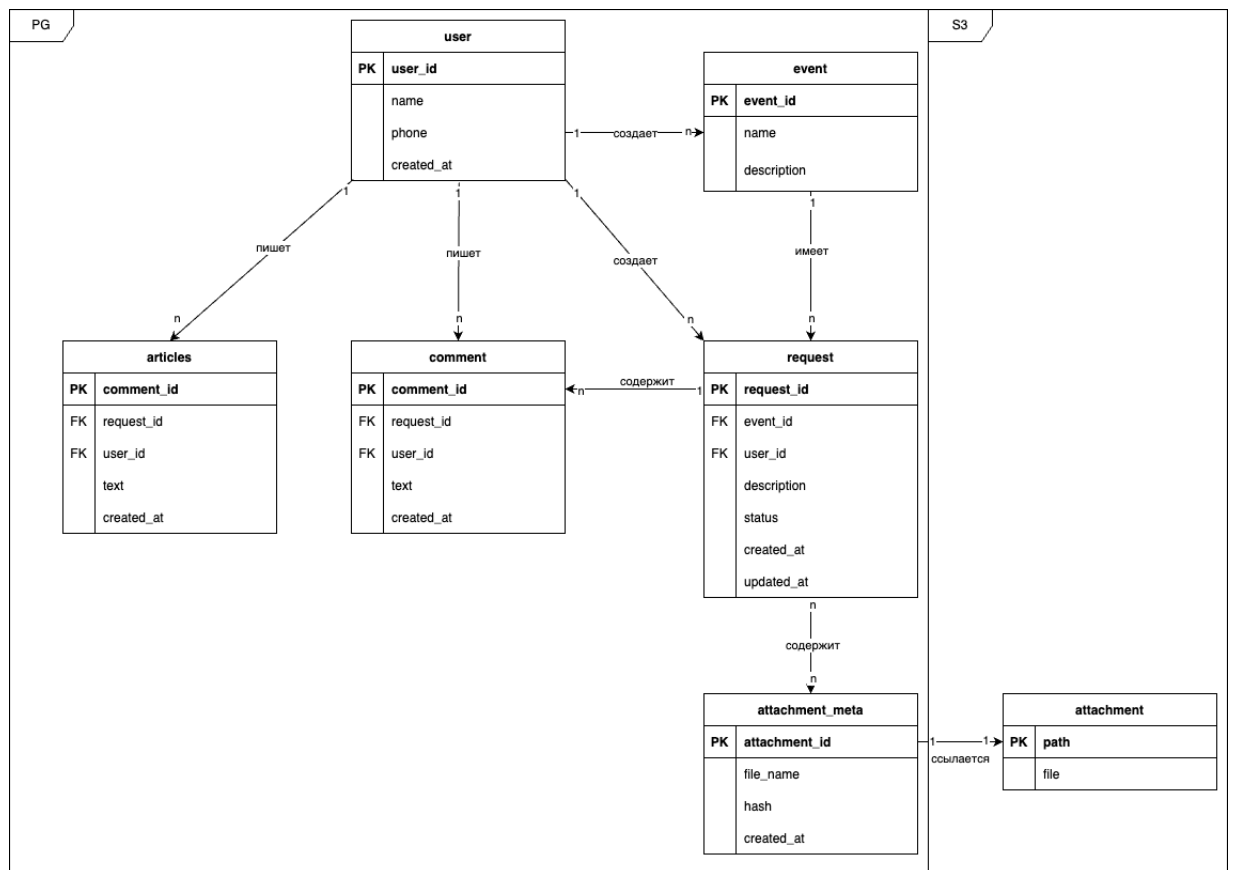 PG
S3
user
PK user_id
name
phone
created_at
event
PK event_id
name
description
1 создает n
1 пишет n
1 пишет n
1 создает n
1 имеет n
articles
PK comment_id
FK request_id
FK user_id
text
created_at
comment
PK comment_id
FK request_id
FK user_id
text
created_at
n содержит 1
request
PK request_id
FK event_id
FK user_id
description
status
created_at
updated_at
n
содержит
n
attachment_meta
PK attachment_id
file_name
hash
created_at
1 1
ссылается
attachment
PK path
file